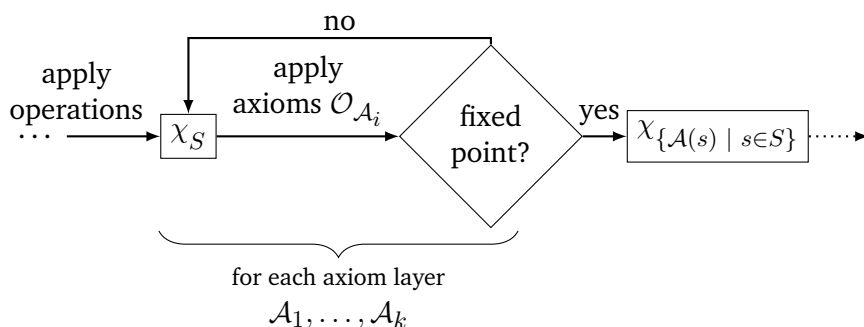 no
apply
operations
⋯
χ_S
apply
axioms 𝒪_{𝒜_i}
fixed
point?
yes
χ_{{𝒜(s) | s∈S}}
for each axiom layer
𝒜_1, … , 𝒜_k